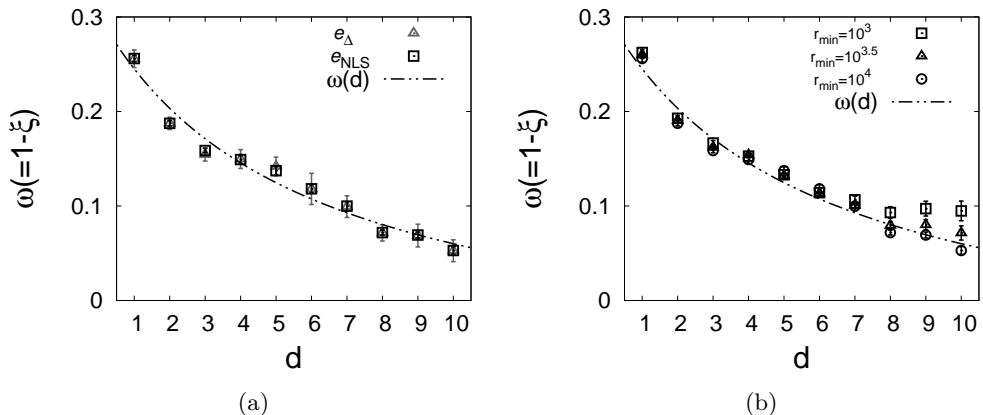 0.3
0.2
0.1
0
ω(=1-ξ)
e_Δ
e_NLS
ω(d)
1 2 3 4 5 6 7 8 9 10
d
(a)
0.3
0.2
0.1
0
ω(=1-ξ)
r_min=10^3
r_min=10^3.5
r_min=10^4
ω(d)
1 2 3 4 5 6 7 8 9 10
d
(b)